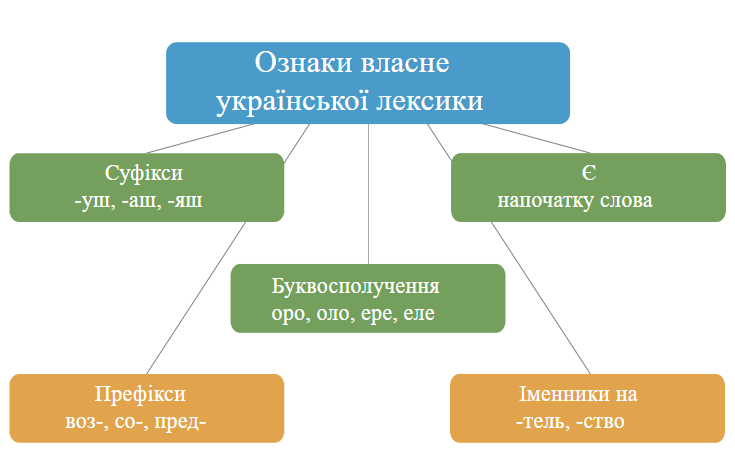 Ознаки власне
української лексики
Суфікси
-уш, -аш, -яш
Є
напочатку слова
Буквосполучення
оро, оло, ере, еле
Префікси
воз-, со-, пред-
Іменники на
-тель, -ство